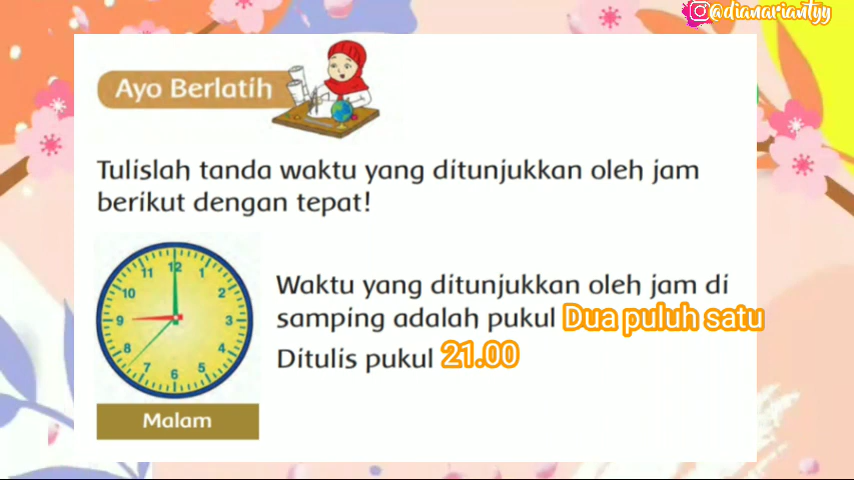 @dianariantyy
Ayo Berlatih
Tulislah tanda waktu yang ditunjukkan oleh jam
berikut dengan tepat!
12
11 1
10 2
9 3
8 4
7 5
6
Malam
Waktu yang ditunjukkan oleh jam di
samping adalah pukul Dua puluh satu
Ditulis pukul 21.00